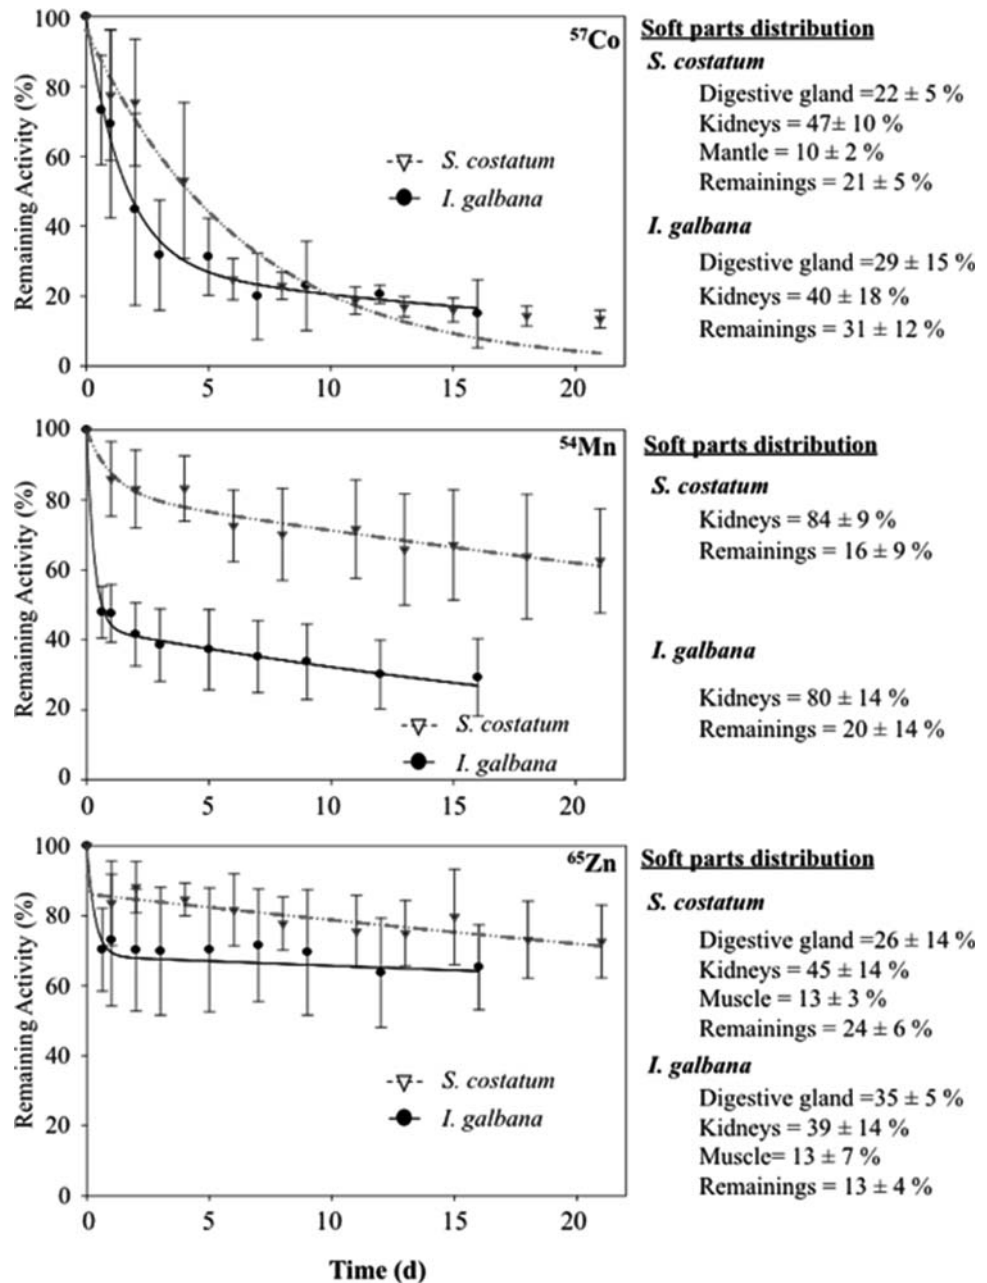 100
80
60
40
20
0
Remaining Activity (%)
⁵⁷Co
S. costatum
I. galbana
0 5 10 15 20
Soft parts distribution
S. costatum
Digestive gland =22 ± 5 %
Kidneys = 47± 10 %
Mantle = 10 ± 2 %
Remainings = 21 ± 5 %
I. galbana
Digestive gland =29 ± 15 %
Kidneys = 40 ± 18 %
Remainings = 31 ± 12 %
100
80
60
40
20
0
Remaining Activity (%)
⁵⁴Mn
S. costatum
I. galbana
0 5 10 15 20
Soft parts distribution
S. costatum
Kidneys = 84 ± 9 %
Remainings = 16 ± 9 %
I. galbana
Kidneys = 80 ± 14 %
Remainings = 20 ± 14 %
100
80
60
40
20
0
Remaining Activity (%)
⁶⁵Zn
S. costatum
I. galbana
0 5 10 15 20
Time (d)
Soft parts distribution
S. costatum
Digestive gland =26 ± 14 %
Kidneys = 45 ± 14 %
Muscle = 13 ± 3 %
Remainings = 24 ± 6 %
I. galbana
Digestive gland =35 ± 5 %
Kidneys = 39 ± 14 %
Muscle= 13 ± 7 %
Remainings = 13 ± 4 %